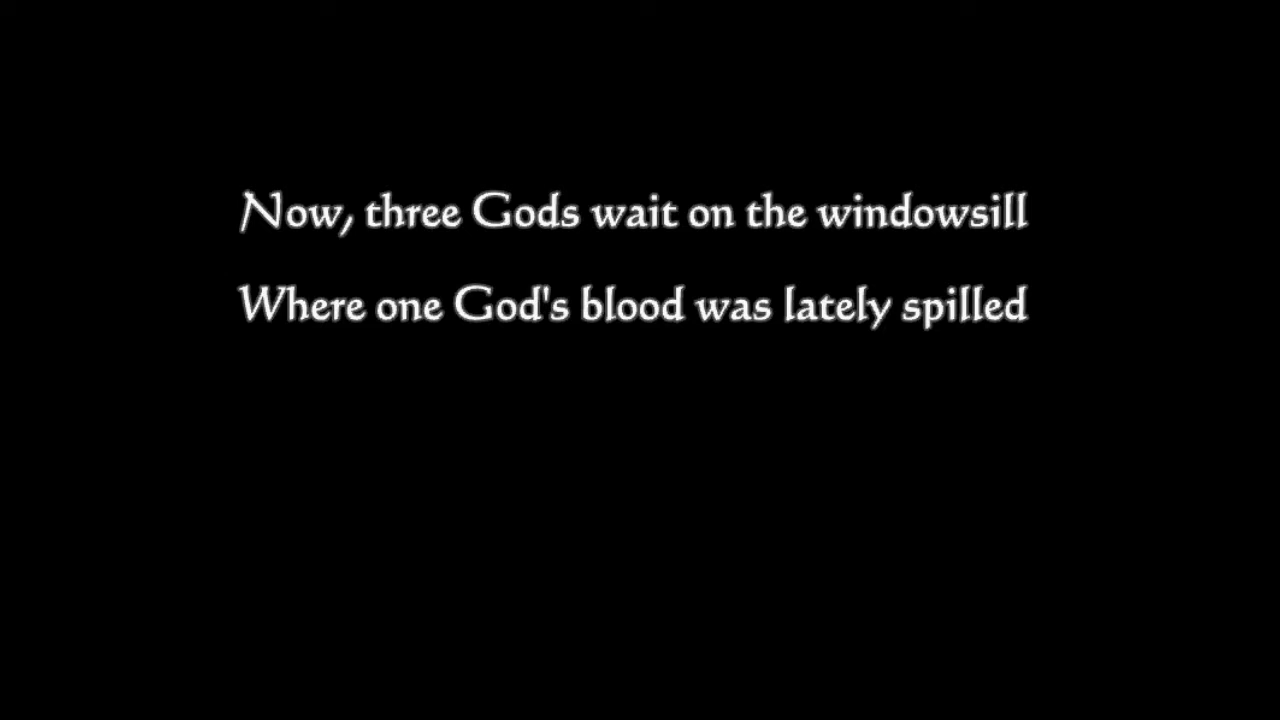 Now, three Gods wait on the windowsill
Where one God's blood was lately spilled